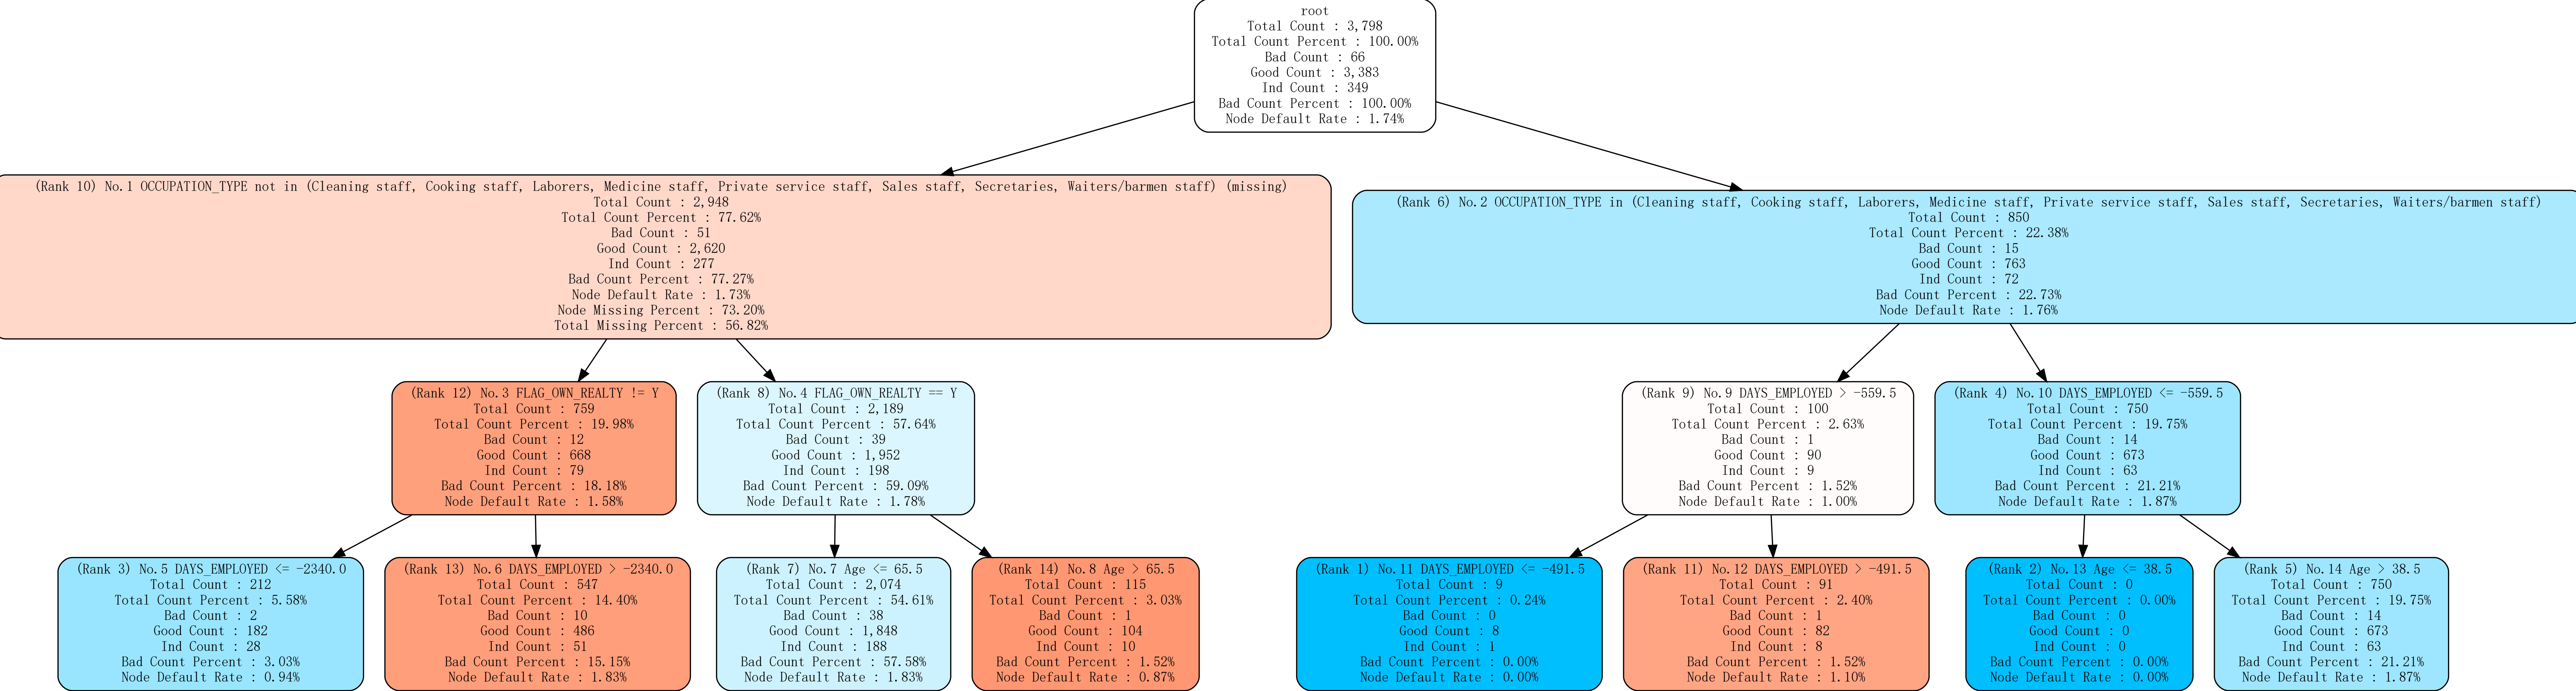 root
Total Count : 3,798
Total Count Percent : 100.00%
Bad Count : 66
Good Count : 3,383
Ind Count : 349
Bad Count Percent : 100.00%
Node Default Rate : 1.74%
(Rank 10) No.1 OCCUPATION_TYPE not in (Cleaning staff, Cooking staff, Laborers, Medicine staff, Private service staff, Sales staff, Secretaries, Waiters/barmen staff) (missing)
Total Count : 2,948
Total Count Percent : 77.62%
Bad Count : 51
Good Count : 2,620
Ind Count : 277
Bad Count Percent : 77.27%
Node Default Rate : 1.73%
Node Missing Percent : 73.20%
Total Missing Percent : 56.82%
(Rank 6) No.2 OCCUPATION_TYPE in (Cleaning staff, Cooking staff, Laborers, Medicine staff, Private service staff, Sales staff, Secretaries, Waiters/barmen staff)
Total Count : 850
Total Count Percent : 22.38%
Bad Count : 15
Good Count : 763
Ind Count : 72
Bad Count Percent : 22.73%
Node Default Rate : 1.76%
(Rank 12) No.3 FLAG_OWN_REALTY != Y
Total Count : 759
Total Count Percent : 19.98%
Bad Count : 12
Good Count : 668
Ind Count : 79
Bad Count Percent : 18.18%
Node Default Rate : 1.58%
(Rank 8) No.4 FLAG_OWN_REALTY == Y
Total Count : 2,189
Total Count Percent : 57.64%
Bad Count : 39
Good Count : 1,952
Ind Count : 198
Bad Count Percent : 59.09%
Node Default Rate : 1.78%
(Rank 9) No.9 DAYS_EMPLOYED > -559.5
Total Count : 100
Total Count Percent : 2.63%
Bad Count : 1
Good Count : 90
Ind Count : 9
Bad Count Percent : 1.52%
Node Default Rate : 1.00%
(Rank 4) No.10 DAYS_EMPLOYED <= -559.5
Total Count : 750
Total Count Percent : 19.75%
Bad Count : 14
Good Count : 673
Ind Count : 63
Bad Count Percent : 21.21%
Node Default Rate : 1.87%
(Rank 3) No.5 DAYS_EMPLOYED <= -2340.0
Total Count : 212
Total Count Percent : 5.58%
Bad Count : 2
Good Count : 182
Ind Count : 28
Bad Count Percent : 3.03%
Node Default Rate : 0.94%
(Rank 13) No.6 DAYS_EMPLOYED > -2340.0
Total Count : 547
Total Count Percent : 14.40%
Bad Count : 10
Good Count : 486
Ind Count : 51
Bad Count Percent : 15.15%
Node Default Rate : 1.83%
(Rank 7) No.7 Age <= 65.5
Total Count : 2,074
Total Count Percent : 54.61%
Bad Count : 38
Good Count : 1,848
Ind Count : 188
Bad Count Percent : 57.58%
Node Default Rate : 1.83%
(Rank 14) No.8 Age > 65.5
Total Count : 115
Total Count Percent : 3.03%
Bad Count : 1
Good Count : 104
Ind Count : 10
Bad Count Percent : 1.52%
Node Default Rate : 0.87%
(Rank 1) No.11 DAYS_EMPLOYED <= -491.5
Total Count : 9
Total Count Percent : 0.24%
Bad Count : 0
Good Count : 8
Ind Count : 1
Bad Count Percent : 0.00%
Node Default Rate : 0.00%
(Rank 11) No.12 DAYS_EMPLOYED > -491.5
Total Count : 91
Total Count Percent : 2.40%
Bad Count : 1
Good Count : 82
Ind Count : 8
Bad Count Percent : 1.52%
Node Default Rate : 1.10%
(Rank 2) No.13 Age <= 38.5
Total Count : 0
Total Count Percent : 0.00%
Bad Count : 0
Good Count : 0
Ind Count : 0
Bad Count Percent : 0.00%
Node Default Rate : 0.00%
(Rank 5) No.14 Age > 38.5
Total Count : 750
Total Count Percent : 19.75%
Bad Count : 14
Good Count : 673
Ind Count : 63
Bad Count Percent : 21.21%
Node Default Rate : 1.87%